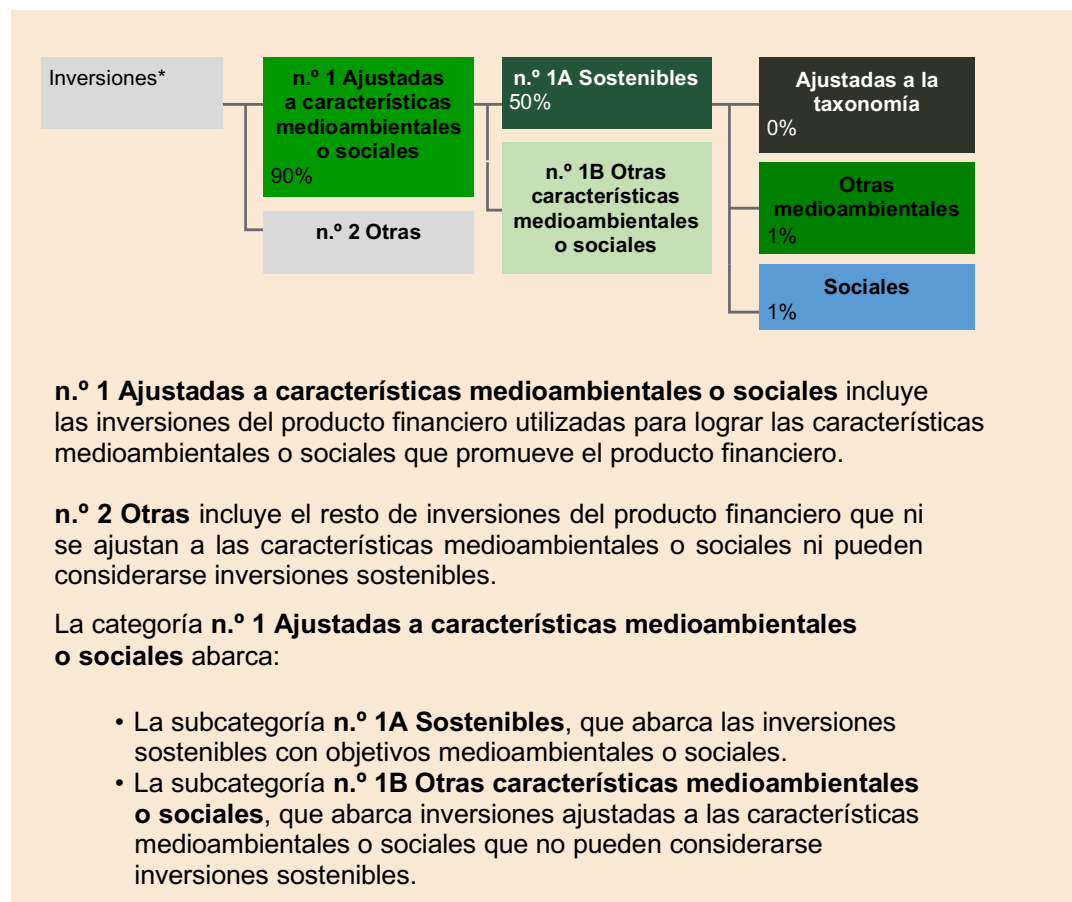 Inversiones*
n.º 1 Ajustadas
a características
medioambientales
o sociales
90%
n.º 2 Otras
n.º 1A Sostenibles
50%
n.º 1B Otras
características
medioambientales
o sociales
Ajustadas a la
taxonomía
0%
Otras
medioambientales
1%
Sociales
1%
n.º 1 Ajustadas a características medioambientales o sociales incluye
las inversiones del producto financiero utilizadas para lograr las características
medioambientales o sociales que promueve el producto financiero.
n.º 2 Otras incluye el resto de inversiones del producto financiero que ni
se ajustan a las características medioambientales o sociales ni pueden
considerarse inversiones sostenibles.
La categoría n.º 1 Ajustadas a características medioambientales
o sociales abarca:
• La subcategoría n.º 1A Sostenibles, que abarca las inversiones
sostenibles con objetivos medioambientales o sociales.
• La subcategoría n.º 1B Otras características medioambientales
o sociales, que abarca inversiones ajustadas a las características
medioambientales o sociales que no pueden considerarse
inversiones sostenibles.